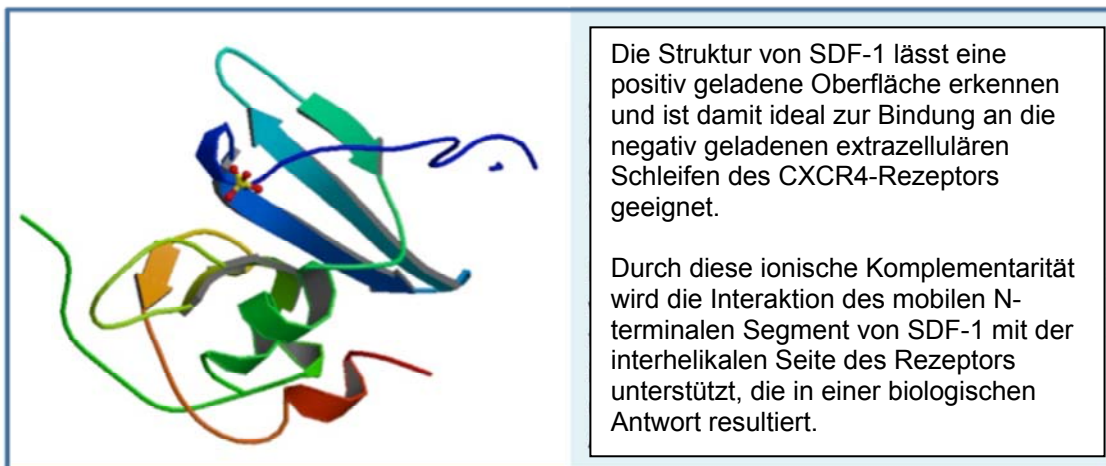 Die Struktur von SDF-1 lässt eine
positiv geladene Oberfläche erkennen
und ist damit ideal zur Bindung an die
negativ geladenen extrazellulären
Schleifen des CXCR4-Rezeptors
geeignet.
Durch diese ionische Komplementarität
wird die Interaktion des mobilen N-
terminalen Segment von SDF-1 mit der
interhelikalen Seite des Rezeptors
unterstützt, die in einer biologischen
Antwort resultiert.